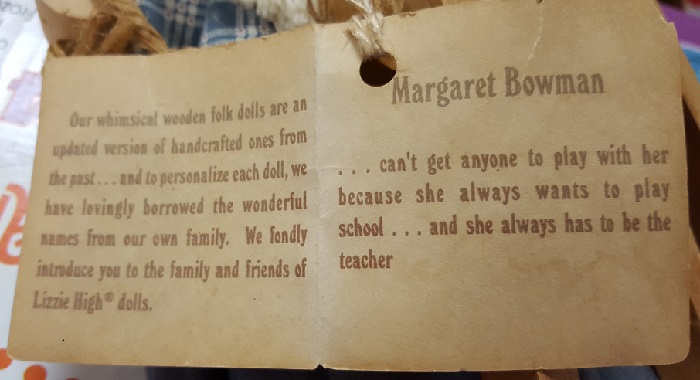 Our whimsical wooden folk dolls are an
updated version of handcrafted ones from
the past...and to personalize each doll, we
have lovingly borrowed the wonderful
names from our own family. We fondly
introduce you to the family and friends of
Lizzie High® dolls.
Margaret Bowman
... can't get anyone to play with her
because she always wants to play
school ... and she always has to be the
teacher